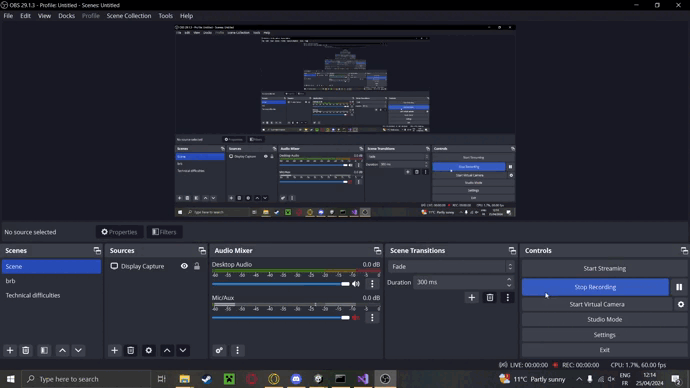 OBS 29.1.3 - Profile: Untitled - Scenes: Untitled
File Edit View Docks Profile Scene Collection Tools Help
No source selected
Properties
Filters
Scenes
Sources
Audio Mixer
Scene Transitions
Controls
Scene
brb
Technical difficulties
Display Capture
Desktop Audio 0.0 dB
-60 -55 -50 -45 -40 -35 -30 -25 -20 -15 -10 -5 0
Mic/Aux 0.0 dB
-60 -55 -50 -45 -40 -35 -30 -25 -20 -15 -10 -5 0
Fade
Duration 300 ms
Start Streaming
Stop Recording
Start Virtual Camera
Studio Mode
Settings
Exit
LIVE: 00:00:00 REC: 00:00:00 CPU: 1.7%, 60.00 fps
Type here to search
11°C Partly sunny
ENG
FR
12:14
25/04/2024